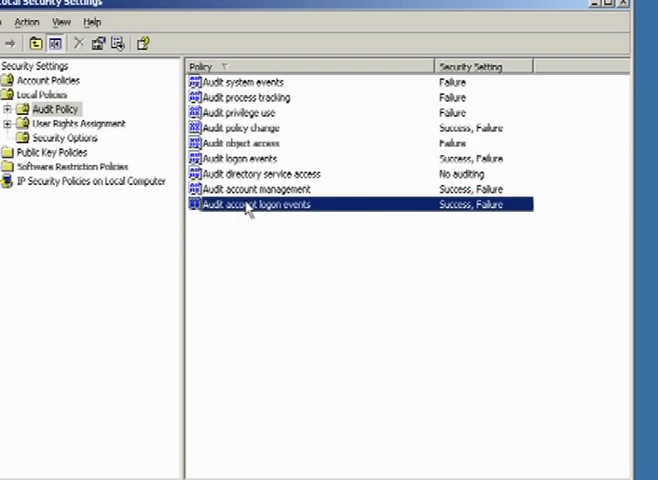 Local Security Settings
Action View Help
Security Settings
Account Policies
Local Policies
Audit Policy
User Rights Assignment
Security Options
Public Key Policies
Software Restriction Policies
IP Security Policies on Local Computer
Policy Security Setting
Audit system events Failure
Audit process tracking Failure
Audit privilege use Failure
Audit policy change Success, Failure
Audit object access Failure
Audit logon events Success, Failure
Audit directory service access No auditing
Audit account management Success, Failure
Audit account logon events Success, Failure